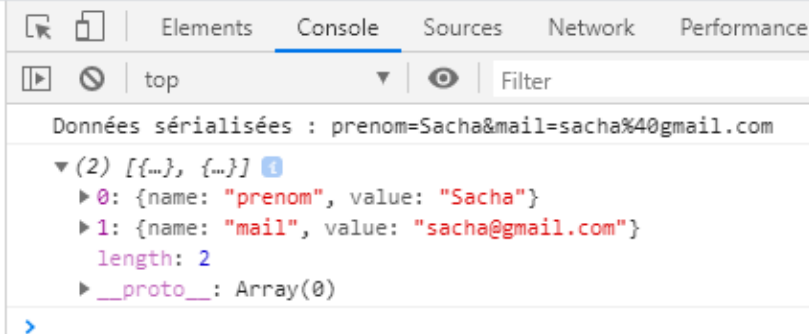 Elements Console Sources Network Performance
top Filter
Données sérialisées : prenom=Sacha&mail=sacha%40gmail.com
(2) [{…}, {…}] i
0: {name: "prenom", value: "Sacha"}
1: {name: "mail", value: "sacha@gmail.com"}
length: 2
__proto__: Array(0)